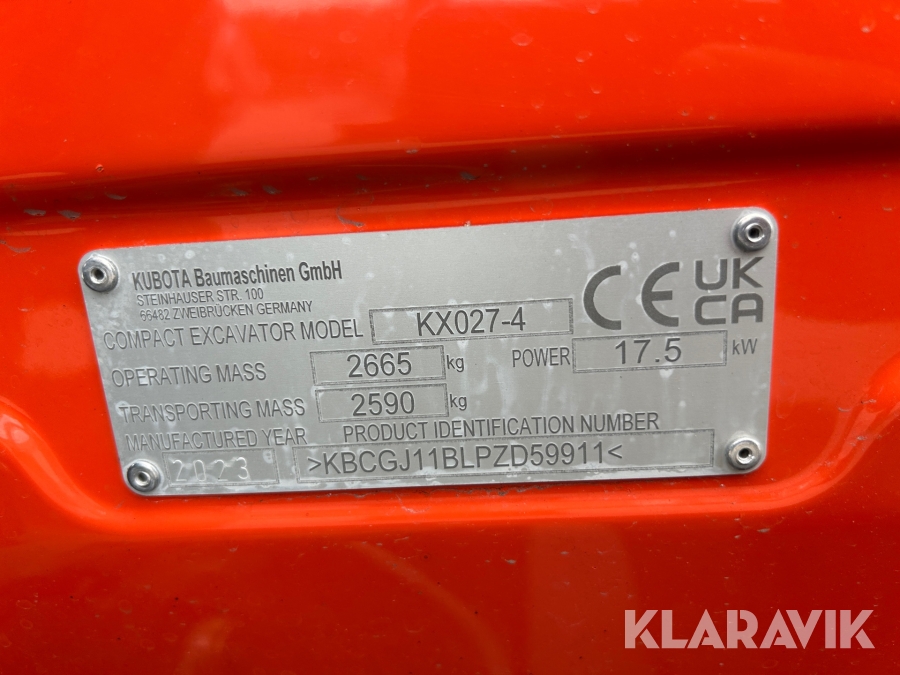 KUBOTA Baumaschinen GmbH
STEINHAUSER STR. 100
66482 ZWEIBRÜCKEN GERMANY
CE UK CA
COMPACT EXCAVATOR MODEL KX027-4
OPERATING MASS 2665 kg POWER 17.5 kW
TRANSPORTING MASS 2590 kg
MANUFACTURED YEAR PRODUCT IDENTIFICATION NUMBER
2023 >KBCGJ11BLPZD59911<
KLARAVIK